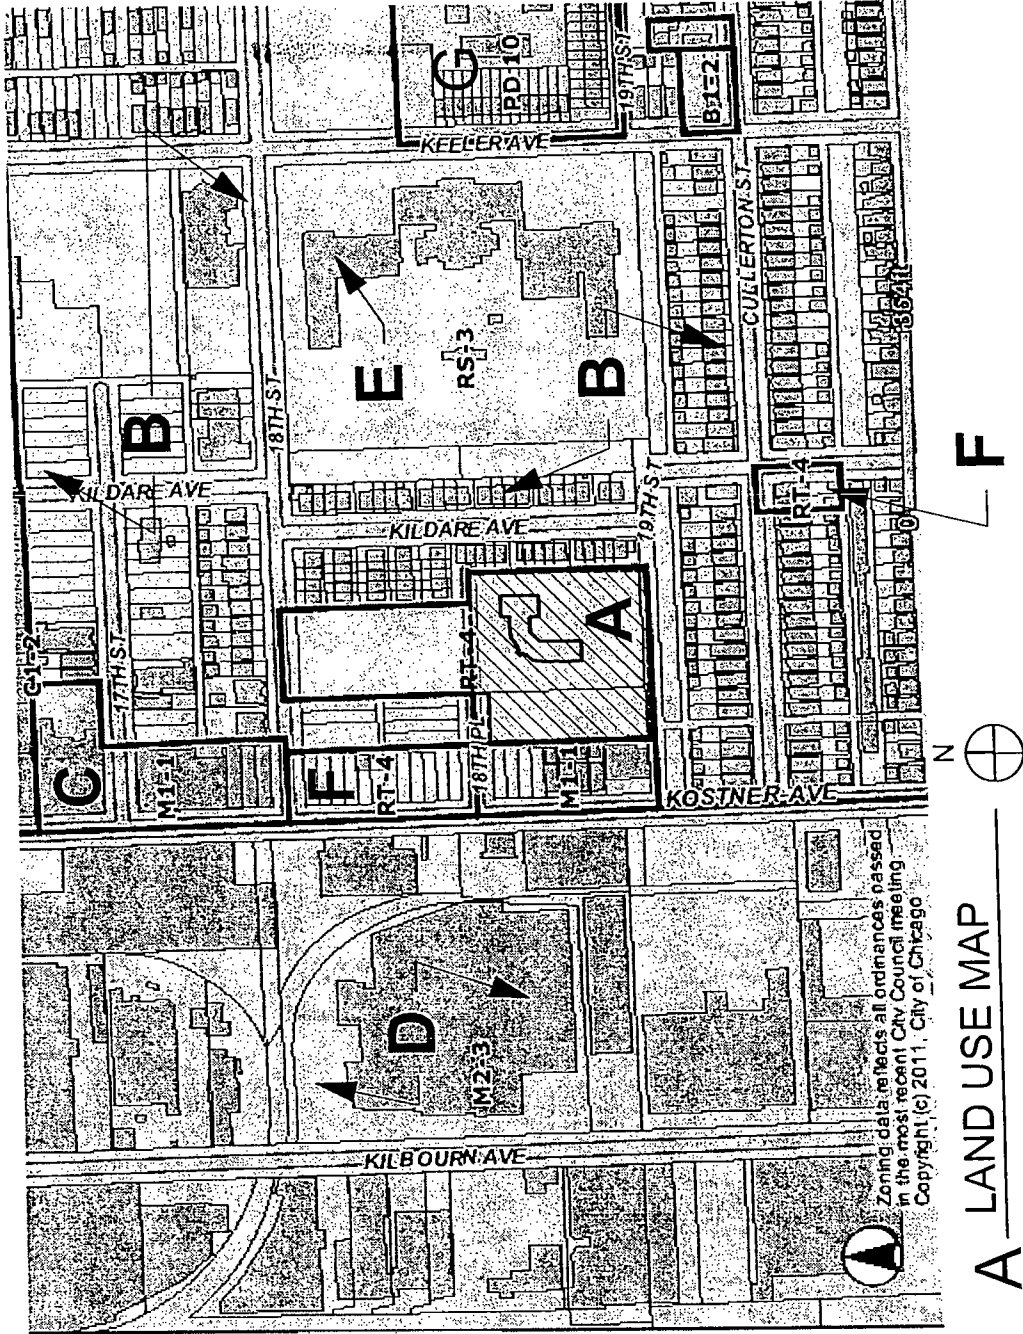 C1-2
C
17TH ST.
M1-1
B
KILDARE AVE
18TH ST.
F
RT-4
18TH PL
RT-4
M1-1
A
KILDARE AVE
E
RS-3
B
KEELER AVE
G
PD 10
19TH ST
B1-2
19TH ST.
CULLERTON ST.
RT-4
KOSTNER AVE
D
M2-3
KILBOURN AVE
F
N
Zoning data reflects all ordinances passed
in the most recent City Council meeting
Copyright (c) 2011, City of Chicago
A LAND USE MAP